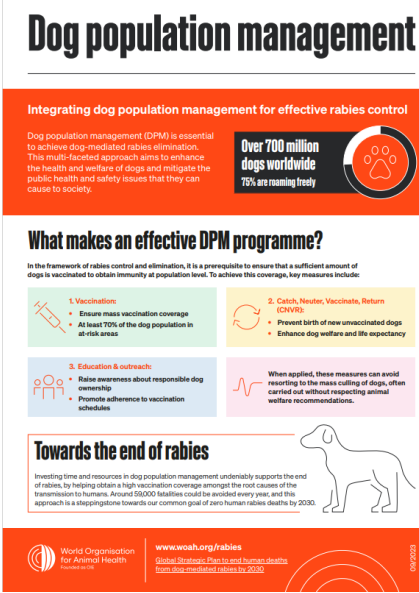 Dog population management
Integrating dog population management for effective rabies control
Dog population management (DPM) is essential
to achieve dog-mediated rabies elimination.
This multi-faceted approach aims to enhance
the health and welfare of dogs and mitigate the
public health and safety issues that they can
cause to society.
Over 700 million
dogs worldwide
75% are roaming freely
What makes an effective DPM programme?
In the framework of rabies control and elimination, it is a prerequisite to ensure that a sufficient amount of
dogs is vaccinated to obtain immunity at population level. To achieve this coverage, key measures include:
1. Vaccination:
• Ensure mass vaccination coverage
• At least 70% of the dog population in
at-risk areas
2. Catch, Neuter, Vaccinate, Return
(CNVR):
• Prevent birth of new unvaccinated dogs
• Enhance dog welfare and life expectancy
3. Education & outreach:
• Raise awareness about responsible dog
ownership
• Promote adherence to vaccination
schedules
When applied, these measures can avoid
resorting to the mass culling of dogs, often
carried out without respecting animal
welfare recommendations.
Towards the end of rabies
Investing time and resources in dog population management undeniably supports the end
of rabies, by helping obtain a high vaccination coverage amongst the root causes of the
transmission to humans. Around 59,000 fatalities could be avoided every year, and this
approach is a steppingstone towards our common goal of zero human rabies deaths by 2030.
World Organisation
for Animal Health
Founded as OIE
www.woah.org/rabies
Global Strategic Plan to end human deaths
from dog-mediated rabies by 2030
09/2023